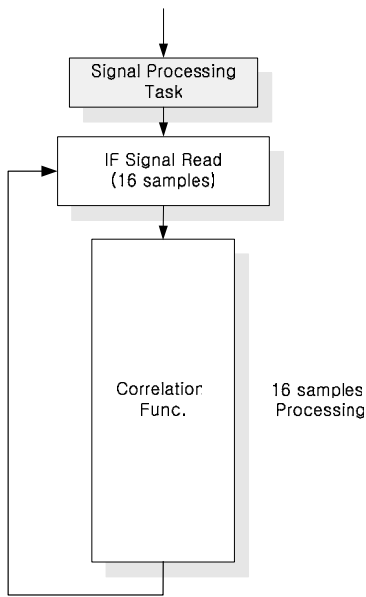 Signal Processing
Task
IF Signal Read
(16 samples)
Correlation
Func.
16 samples
Processing